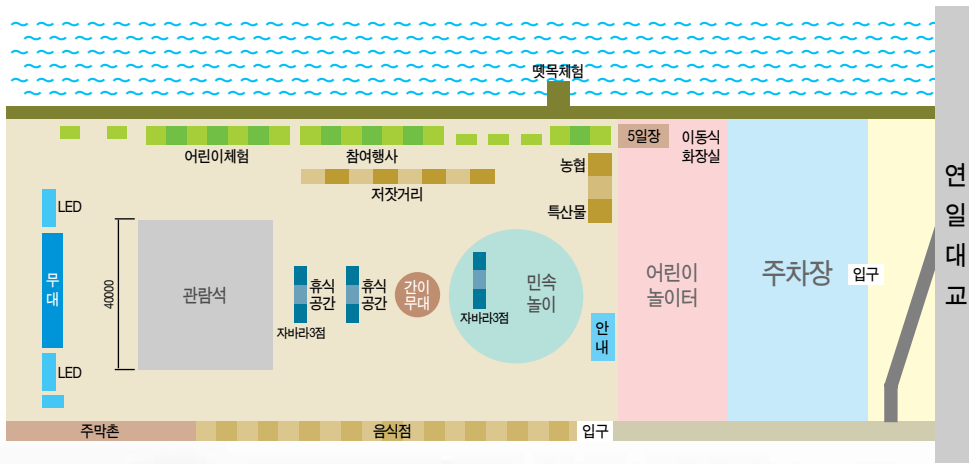 뗏목체험
5일장
이동식
화장실
어린이체험
참여행사
농협
저잣거리
특산물
LED
무대
LED
40000
관람석
휴식
공간
휴식
공간
자바라3점
간이
무대
민속
놀이
자바라3점
안내
어린이
놀이터
주차장
입구
연일대교
주막촌
음식점
입구